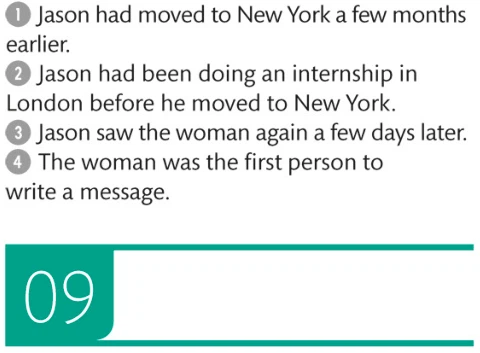 1 Jason had moved to New York a few months
earlier.
2 Jason had been doing an internship in
London before he moved to New York.
3 Jason saw the woman again a few days later.
4 The woman was the first person to
write a message.
09